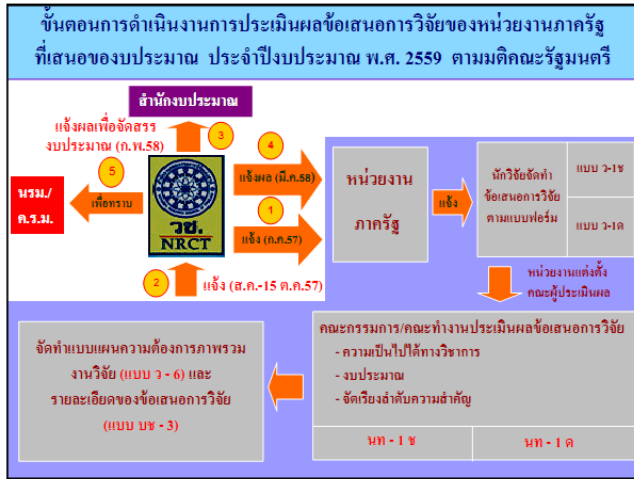 ขั้นตอนการดำเนินงานการประเมินผลข้อเสนอการวิจัยของหน่วยงานภาครัฐ
ที่เสนอของบประมาณ ประจำปีงบประมาณ พ.ศ. 2559 ตามมติคณะรัฐมนตรี
สำนักงบประมาณ
แจ้งผลเพื่อจัดสรร
งบประมาณ (ก.พ.58)
3
4
แจ้งผล (มี.ค.58)
5
เพื่อทราบ
นรม./
ค.ร.ม.
วช.
NRCT
1
แจ้ง (ก.ค.57)
2
แจ้ง (ส.ค.-15 ต.ค.57)
หน่วยงาน
ภาครัฐ
แจ้ง
นักวิจัยจัดทำ
ข้อเสนอการวิจัย
ตามแบบฟอร์ม
แบบ ว-1ช
แบบ ว-1ด
หน่วยงานแต่งตั้ง
คณะผู้ประเมินผล
คณะกรรมการ/คณะทำงานประเมินผลข้อเสนอการวิจัย
- ความเป็นไปได้ทางวิชาการ
- งบประมาณ
- จัดเรียงลำดับความสำคัญ
นท - 1 ช
นท - 1 ด
จัดทำแบบแผนความต้องการภาพรวม
งานวิจัย (แบบ ว - 6) และ
รายละเอียดของข้อเสนอการวิจัย
(แบบ บช - 3)